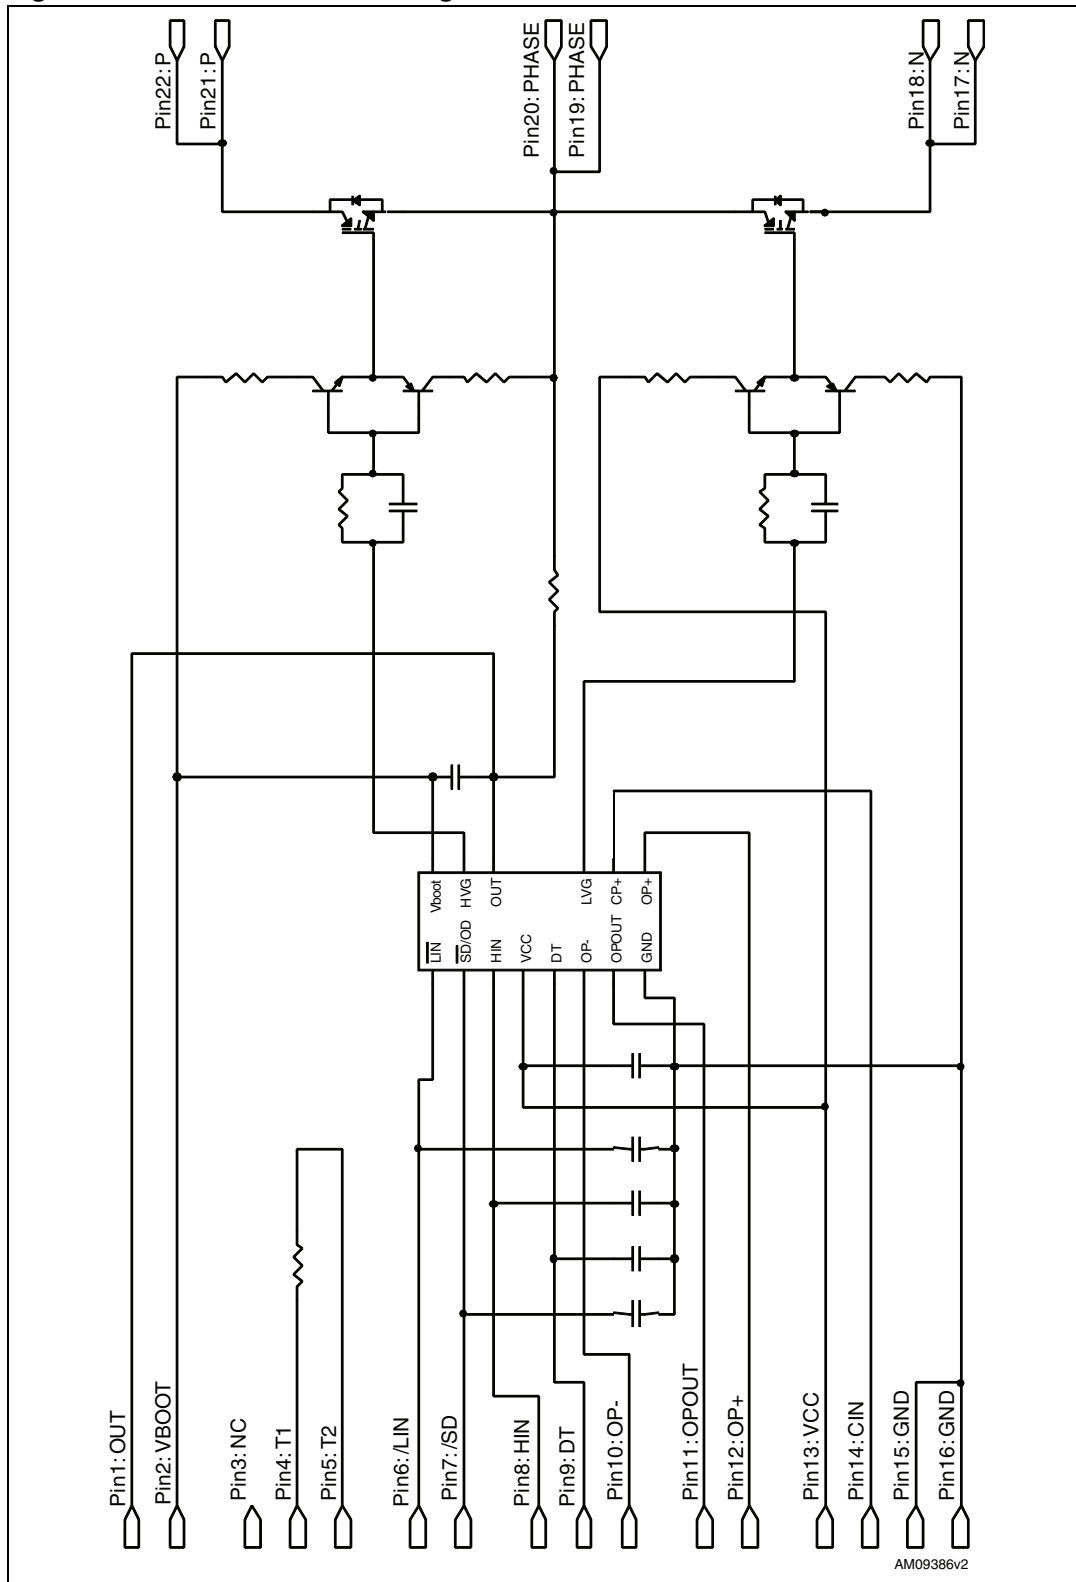 Pin22:P
Pin21:P
Pin20:PHASE
Pin19:PHASE
Pin18:N
Pin17:N
Vboot
HVG
OUT
LVG
CP+
OP+
LIN
SD/OD
HIN
VCC
DT
OP-
OPOUT
GND
Pin1:OUT
Pin2:VBOOT
Pin3:NC
Pin4:T1
Pin5:T2
Pin6:/LIN
Pin7:/SD
Pin8:HIN
Pin9:DT
Pin10:OP-
Pin11:OPOUT
Pin12:OP+
Pin13:VCC
Pin14:CIN
Pin15:GND
Pin16:GND
AM09386v2